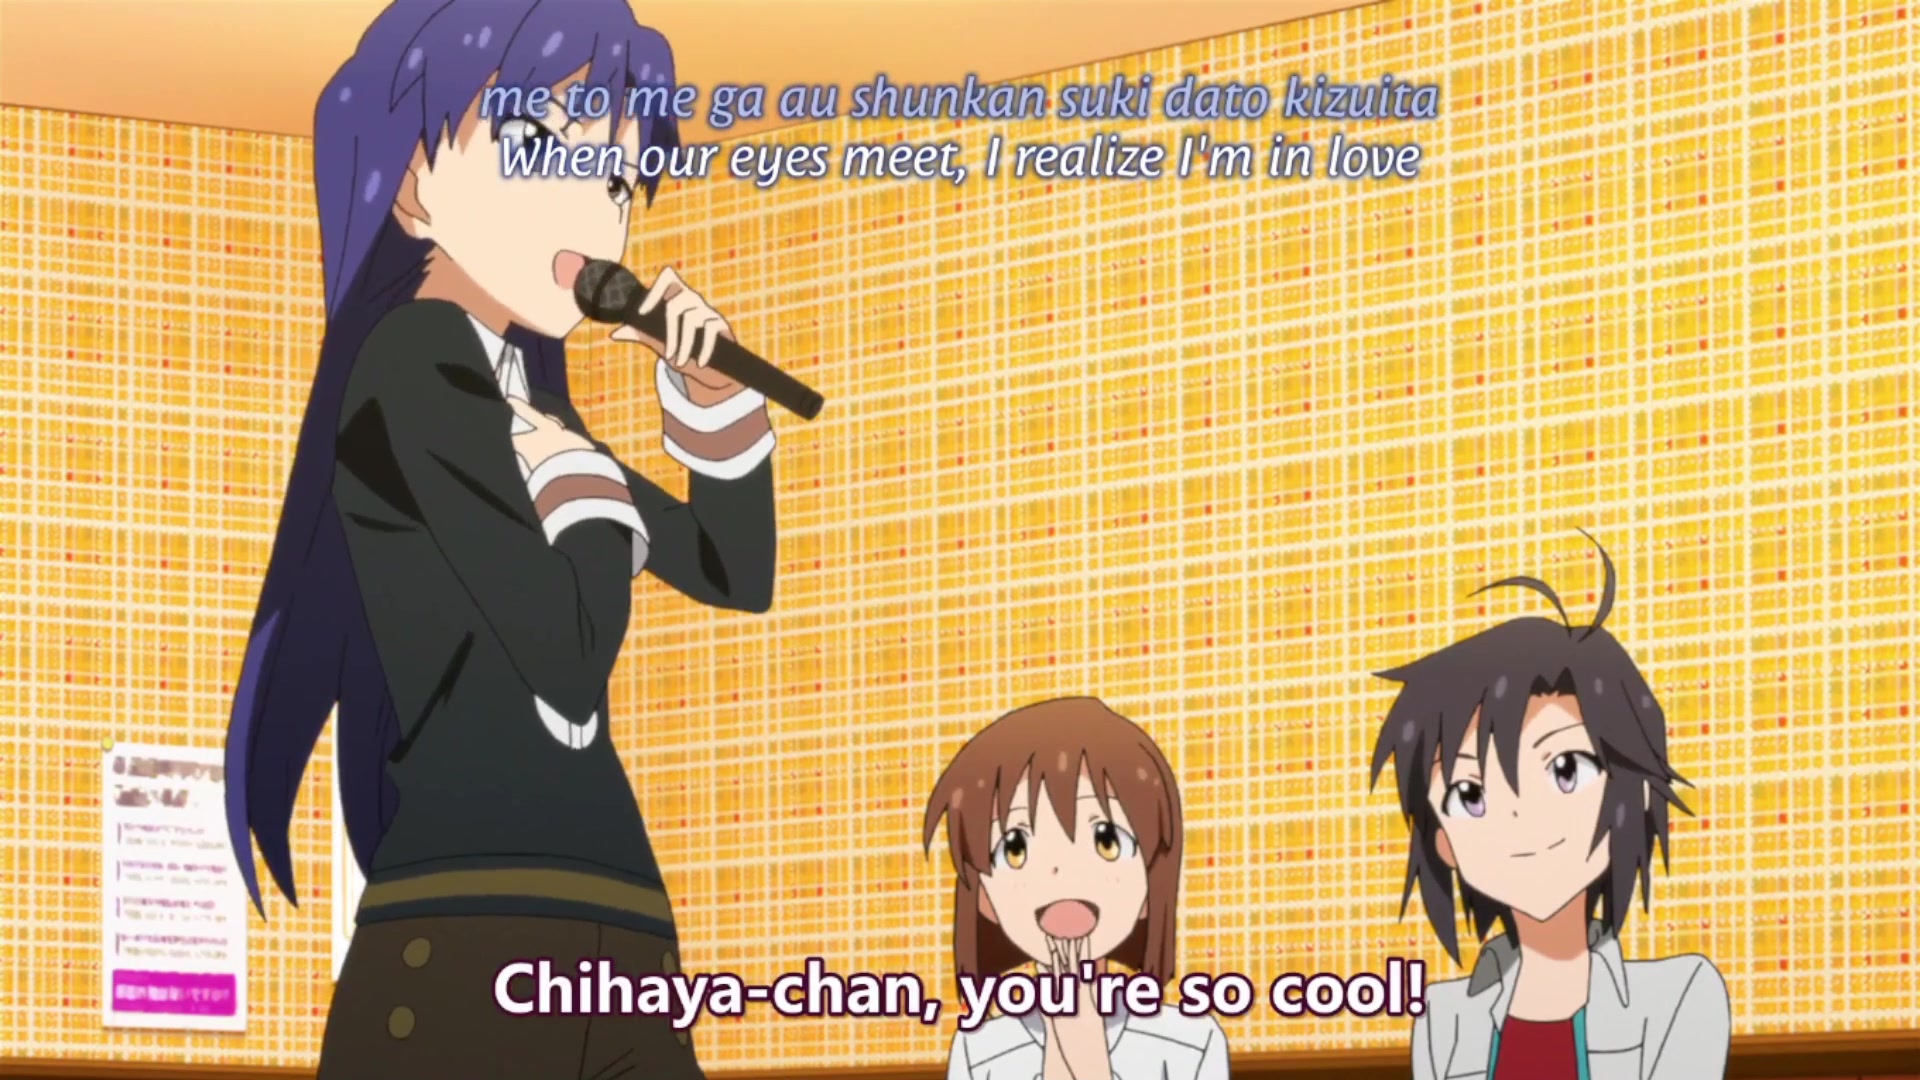 me to me ga au shunkan suki dato kizuita
When our eyes meet, I realize I'm in love
Chihaya-chan, you're so cool!